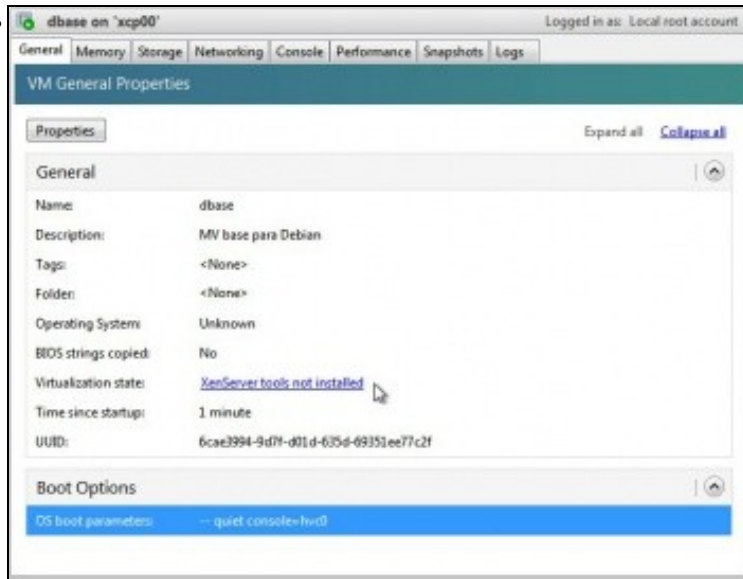 dbase on 'xcp00' Logged in as: Local root account
General Memory Storage Networking Console Performance Snapshots Logs
VM General Properties
Properties Expand all Collapse all
General
Name: dbase
Description: MV base para Debian
Tags: <None>
Folder: <None>
Operating System: Unknown
BIOS strings copied: No
Virtualization state: XenServer tools not installed
Time since startup: 1 minute
UUID: 6cae3994-9d7f-d01d-635d-69351ee77c2f
Boot Options
OS boot parameters: -- quiet console=hvc0